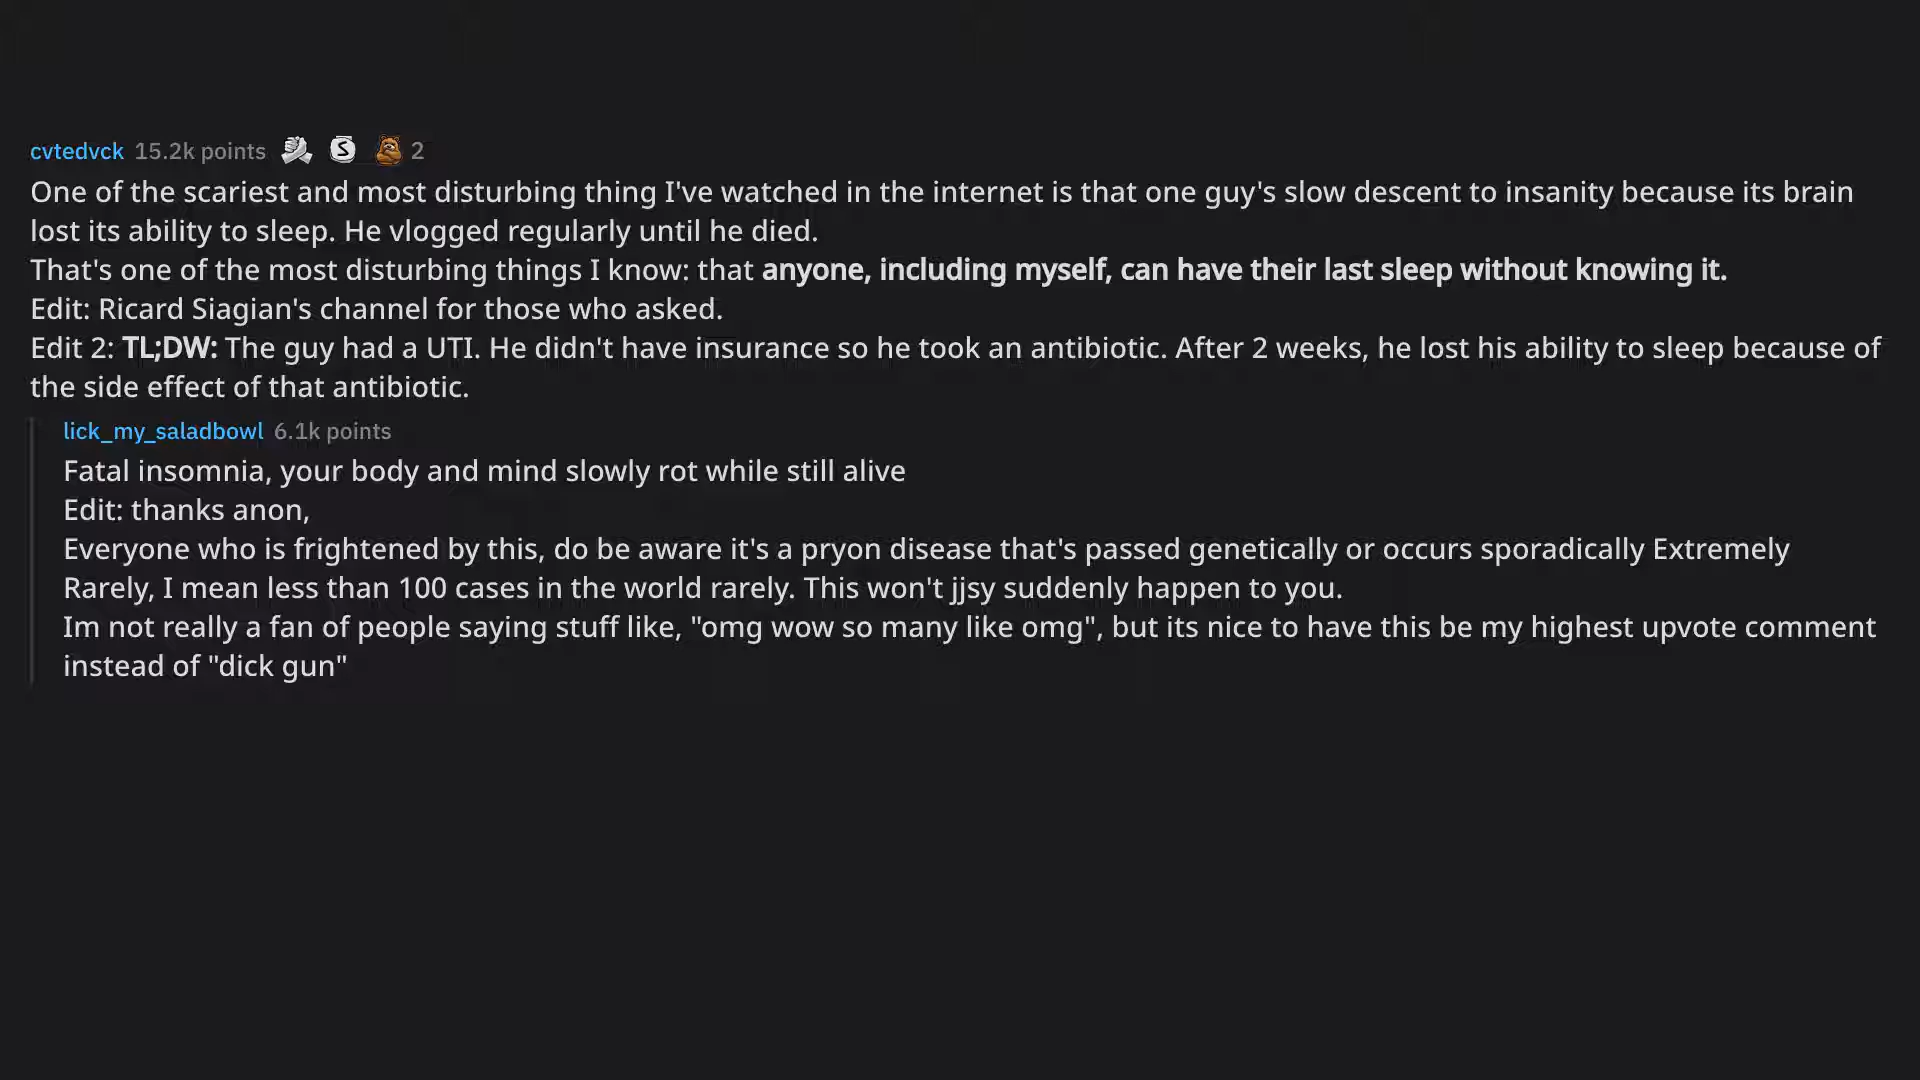 cvtedvck 15.2k points 2
One of the scariest and most disturbing thing I've watched in the internet is that one guy's slow descent to insanity because its brain
lost its ability to sleep. He vlogged regularly until he died.
That's one of the most disturbing things I know: that anyone, including myself, can have their last sleep without knowing it.
Edit: Ricard Siagian's channel for those who asked.
Edit 2: TL;DW: The guy had a UTI. He didn't have insurance so he took an antibiotic. After 2 weeks, he lost his ability to sleep because of
the side effect of that antibiotic.
lick_my_saladbowl 6.1k points
Fatal insomnia, your body and mind slowly rot while still alive
Edit: thanks anon,
Everyone who is frightened by this, do be aware it's a pryon disease that's passed genetically or occurs sporadically Extremely
Rarely, I mean less than 100 cases in the world rarely. This won't jjsy suddenly happen to you.
Im not really a fan of people saying stuff like, "omg wow so many like omg", but its nice to have this be my highest upvote comment
instead of "dick gun"